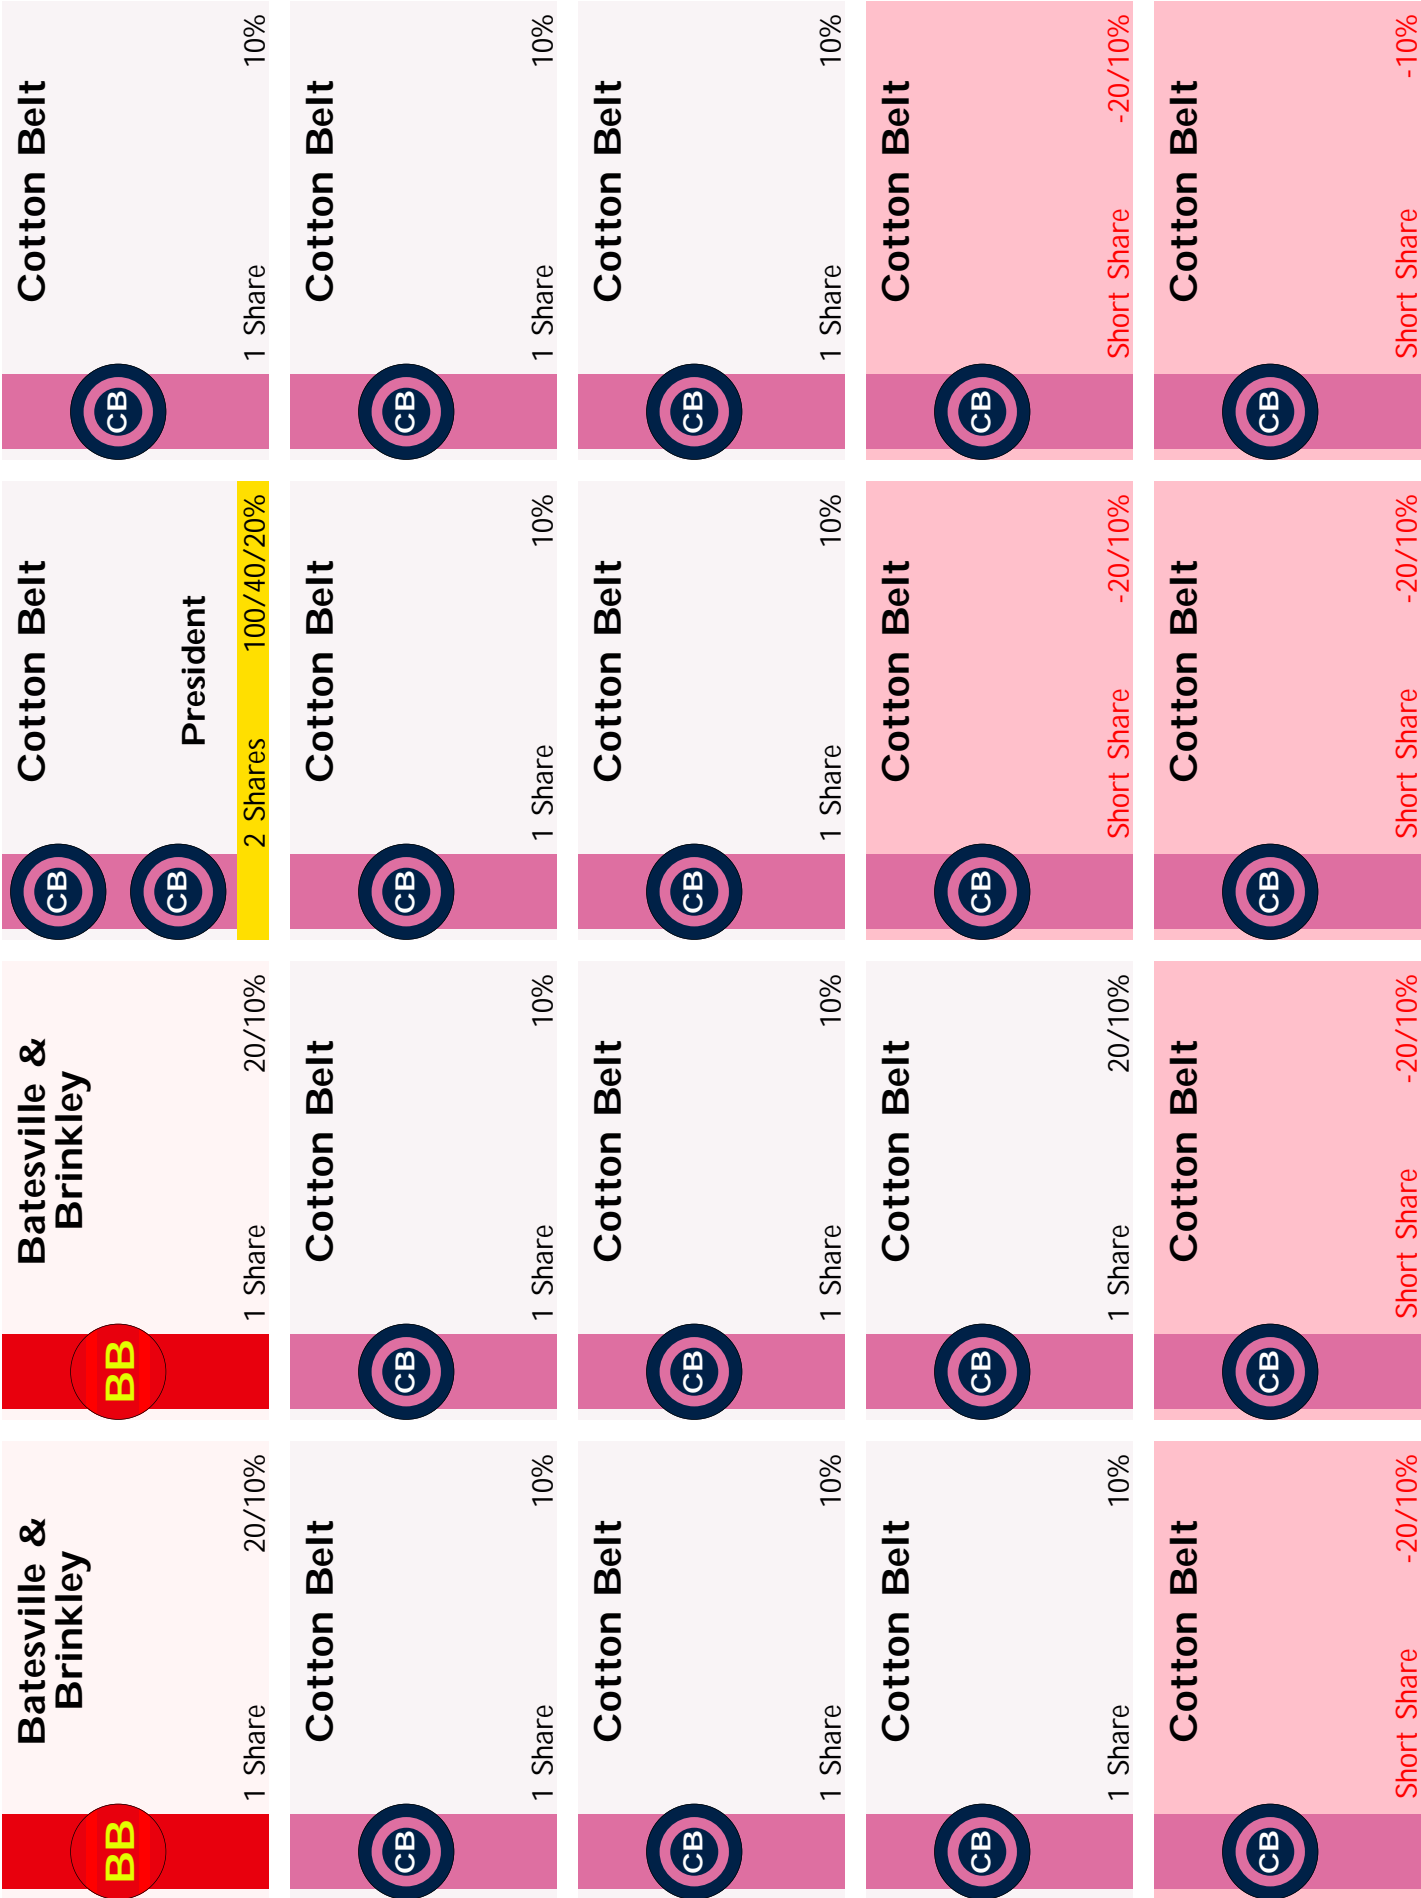 Batesville &
Brinkley
BB
1 Share 20/10%
Batesville &
Brinkley
BB
1 Share 20/10%
Cotton Belt
CB
CB
President
2 Shares 100/40/20%
Cotton Belt
CB
1 Share 10%
Cotton Belt
CB
1 Share 10%
Cotton Belt
CB
1 Share 10%
Cotton Belt
CB
1 Share 10%
Cotton Belt
CB
1 Share 10%
Cotton Belt
CB
1 Share 10%
Cotton Belt
CB
1 Share 10%
Cotton Belt
CB
1 Share 10%
Cotton Belt
CB
1 Share 10%
Cotton Belt
CB
1 Share 10%
Cotton Belt
CB
1 Share 20/10%
Cotton Belt
CB
Short Share -20/10%
Cotton Belt
CB
Short Share -20/10%
Cotton Belt
CB
Short Share -20/10%
Cotton Belt
CB
Short Share -20/10%
Cotton Belt
CB
Short Share -20/10%
Cotton Belt
CB
Short Share -10%